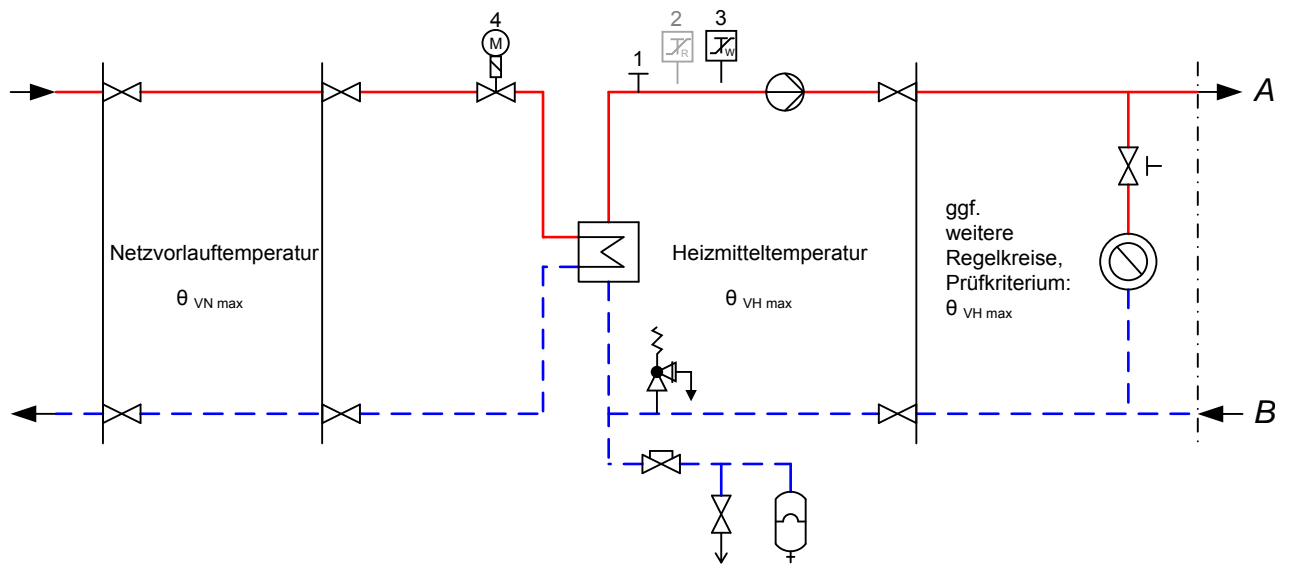 4
2
3
M
R
W
1
A
Netzvorlauftemperatur
θ VN max
Heizmitteltemperatur
θ VH max
ggf.
weitere
Regelkreise,
Prüfkriterium:
θ VH max
B